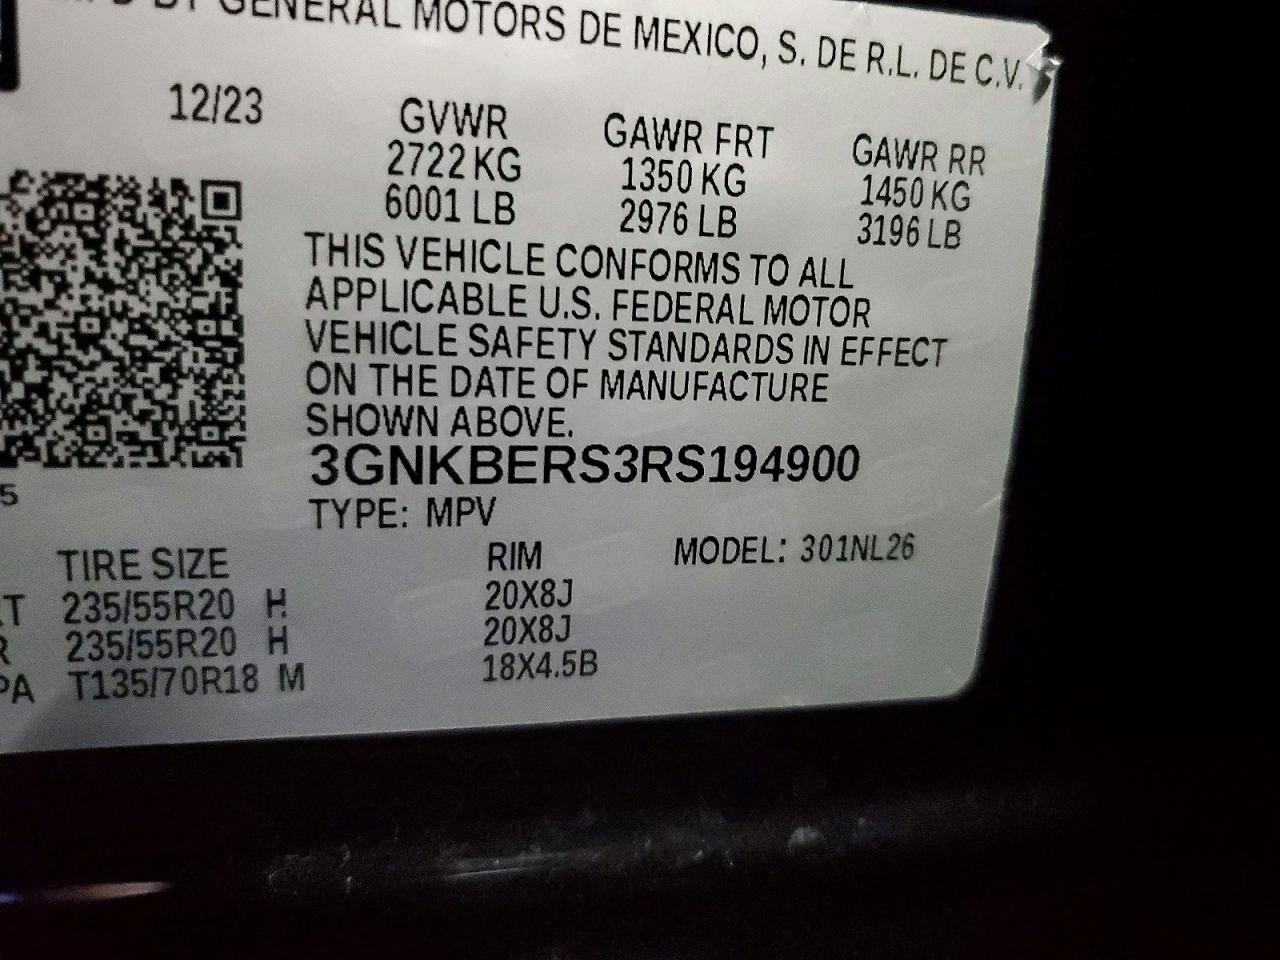 BY GENERAL MOTORS DE MEXICO, S. DE R.L. DE C.V.
12/23
GVWR GAWR FRT GAWR RR
2722 KG 1350 KG 1450 KG
6001 LB 2976 LB 3196 LB
THIS VEHICLE CONFORMS TO ALL
APPLICABLE U.S. FEDERAL MOTOR
VEHICLE SAFETY STANDARDS IN EFFECT
ON THE DATE OF MANUFACTURE
SHOWN ABOVE.
3GNKBERS3RS194900
5
TYPE: MPV
TIRE SIZE RIM MODEL: 301NL26
T 235/55R20 H 20X8J
R 235/55R20 H 20X8J
PA T135/70R18 M 18X4.5B